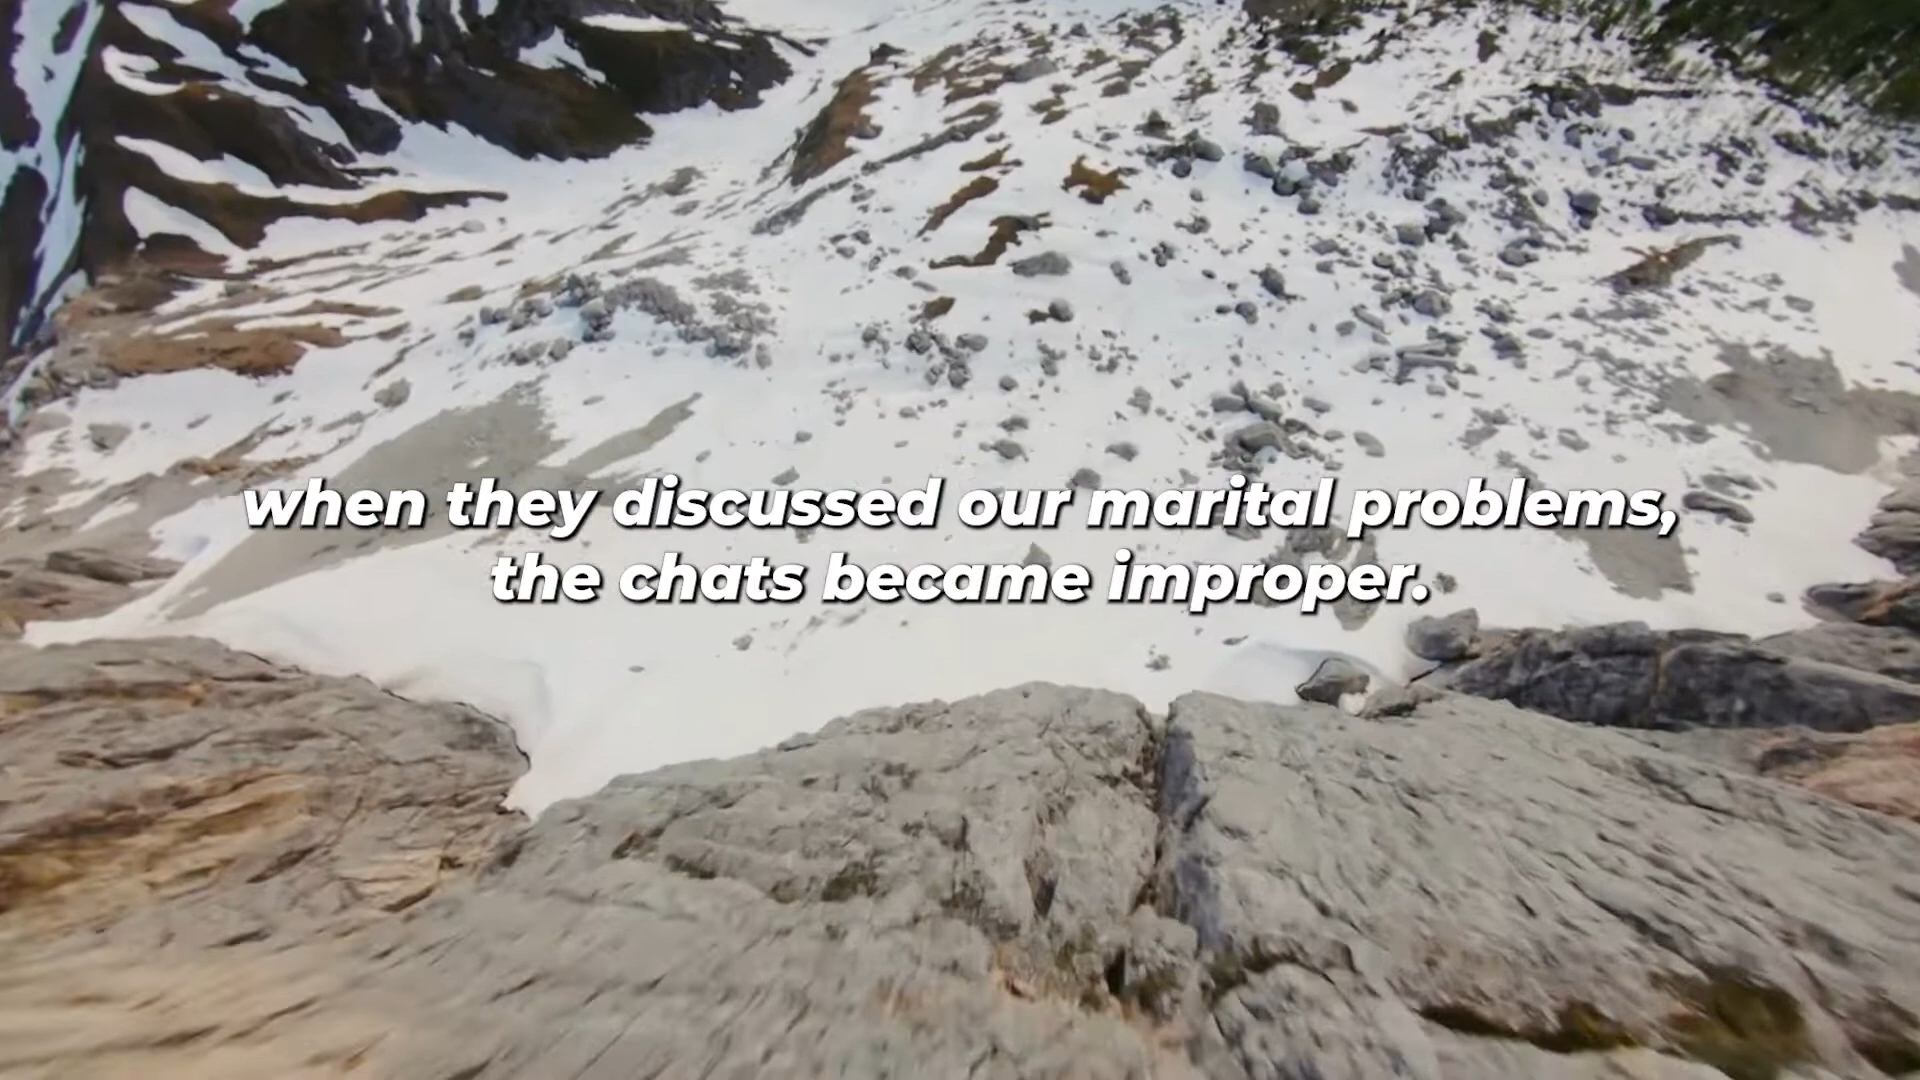 when they discussed our marital problems,
the chats became improper.